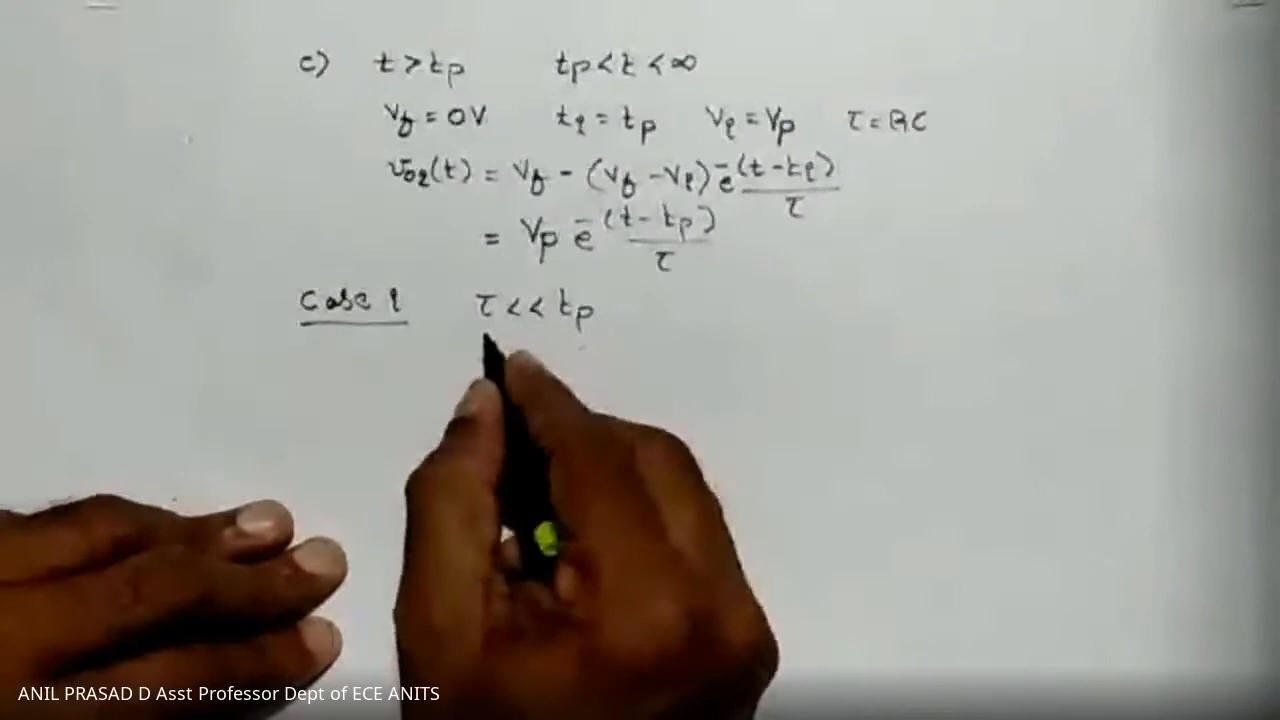 c) t > tp tp < t < ∞
Vf = 0V ti = tp Vi = Vp τ = RC
vo2(t) = Vf - (Vf - Vi) e^-(t - ti)/τ
= Vp e^-(t - tp)/τ
Case 1 τ << tp
ANIL PRASAD D Asst Professor Dept of ECE ANITS